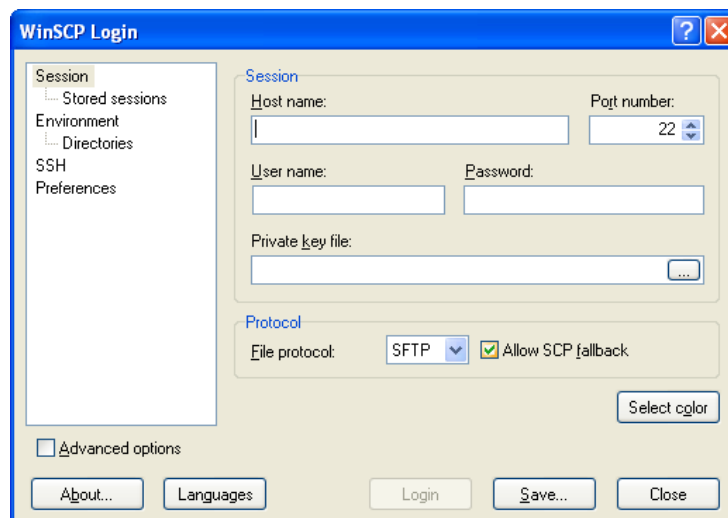 WinSCP Login
Session
Stored sessions
Environment
Directories
SSH
Preferences
Session
Host name:
Port number:
22
User name:
Password:
Private key file:
...
Protocol
File protocol:
SFTP
Allow SCP fallback
Select color
Advanced options
About...
Languages
Login
Save...
Close